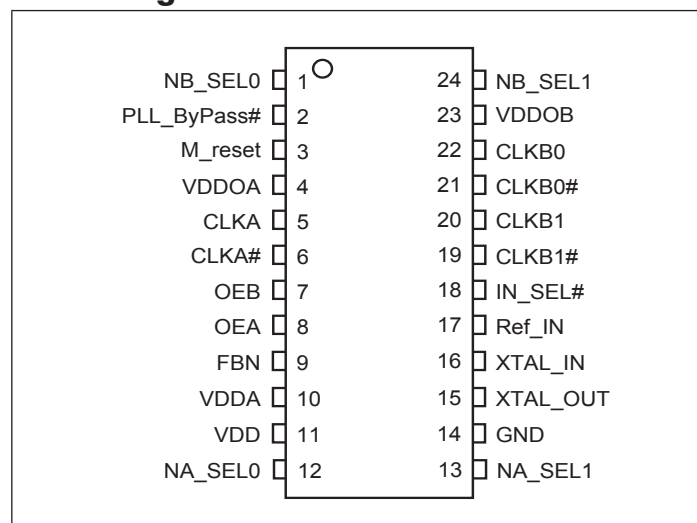 NB_SEL0 1 24 NB_SEL1
PLL_ByPass# 2 23 VDDOB
M_reset 3 22 CLKB0
VDDOA 4 21 CLKB0#
CLKA 5 20 CLKB1
CLKA# 6 19 CLKB1#
OEB 7 18 IN_SEL#
OEA 8 17 Ref_IN
FBN 9 16 XTAL_IN
VDDA 10 15 XTAL_OUT
VDD 11 14 GND
NA_SEL0 12 13 NA_SEL1